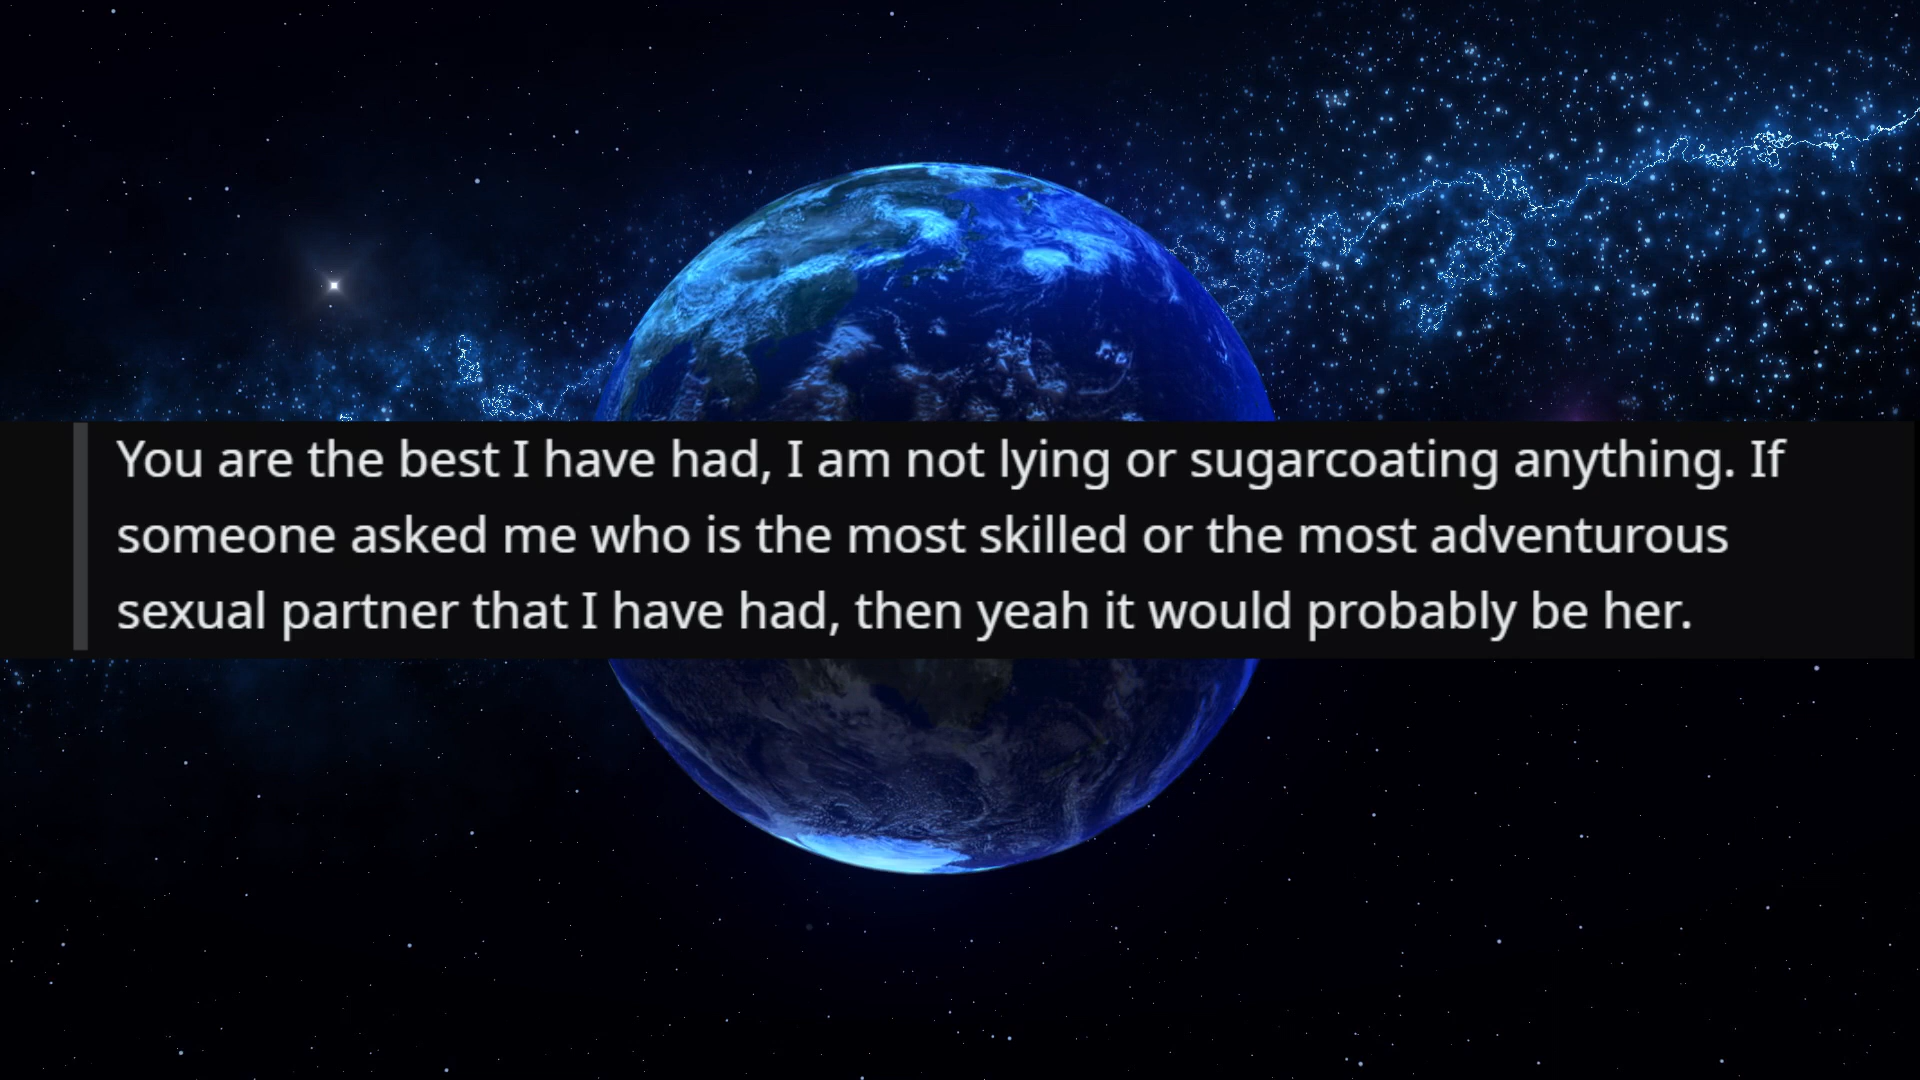 You are the best I have had, I am not lying or sugarcoating anything. If
someone asked me who is the most skilled or the most adventurous
sexual partner that I have had, then yeah it would probably be her.